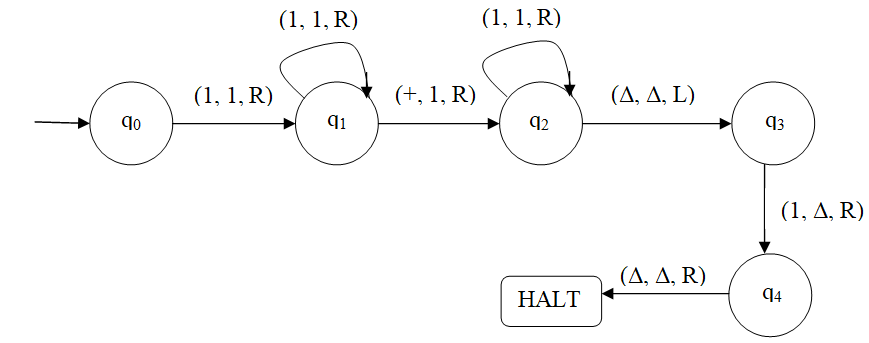 (1, 1, R) (1, 1, R)
(1, 1, R) (+, 1, R) (Δ, Δ, L)
q0 q1 q2 q3
(1, Δ, R)
(Δ, Δ, R)
HALT q4